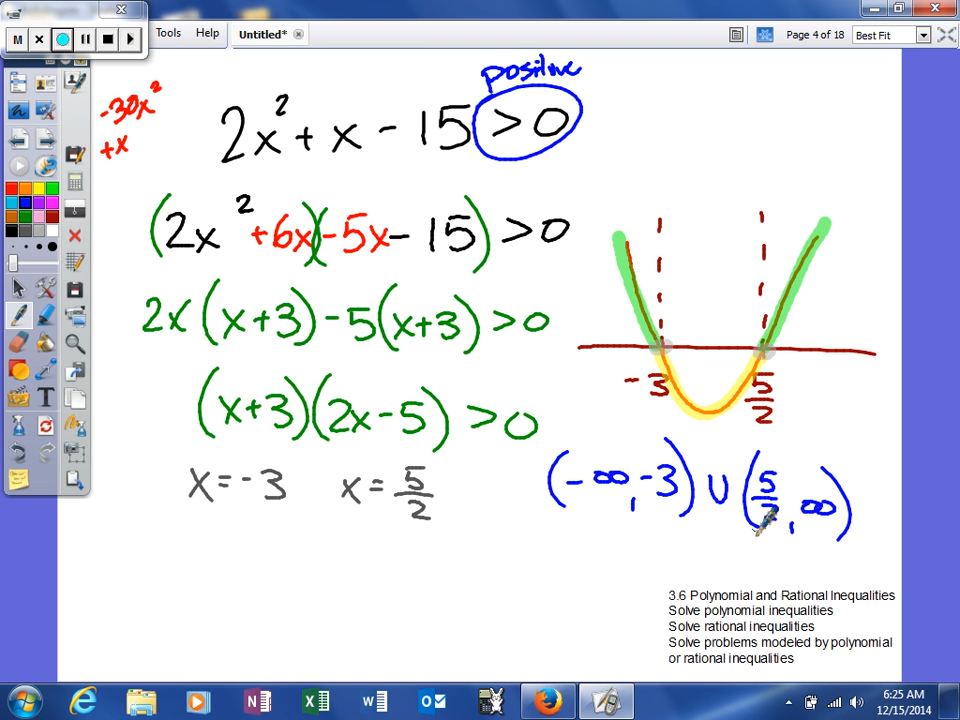 M
Tools Help
Untitled*
Page 4 of 18
Best Fit
positive
-30x²
+x
2x² + x - 15 > 0
(2x² +6x)(-5x - 15) > 0
2x(x+3) - 5(x+3) > 0
(x+3)(2x-5) > 0
x = -3 x = 5/2
-3 5/2
(-∞, -3) ∪ (5/2, ∞)
3.6 Polynomial and Rational Inequalities
Solve polynomial inequalities
Solve rational inequalities
Solve problems modeled by polynomial
or rational inequalities
6:25 AM
12/15/2014